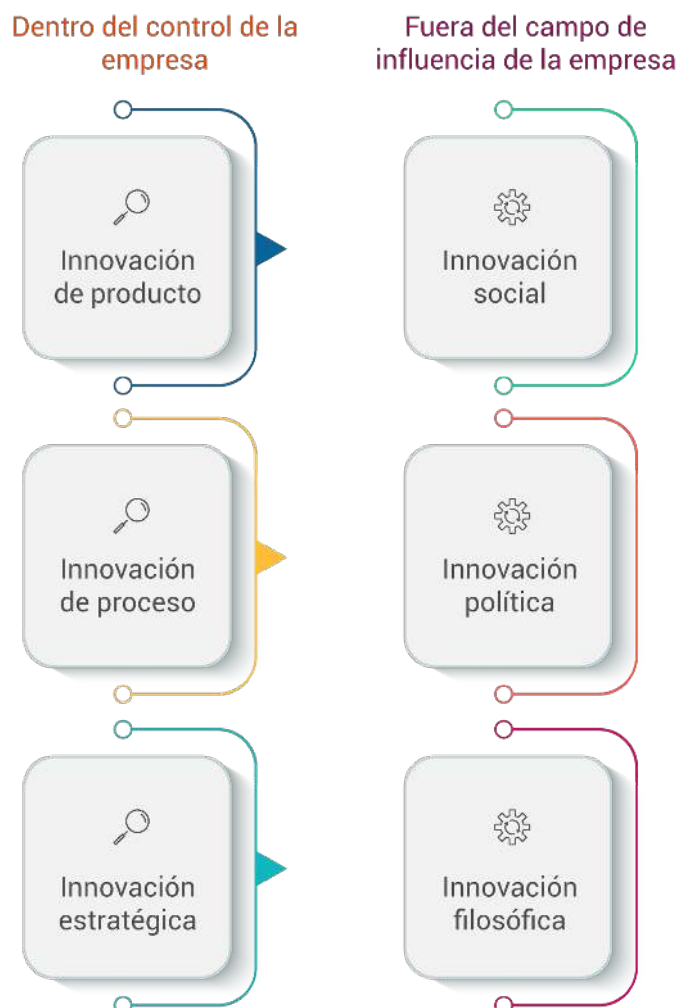 Dentro del control de la
empresa
Fuera del campo de
influencia de la empresa
Innovación
de producto
Innovación
social
Innovación
de proceso
Innovación
política
Innovación
estratégica
Innovación
filosófica